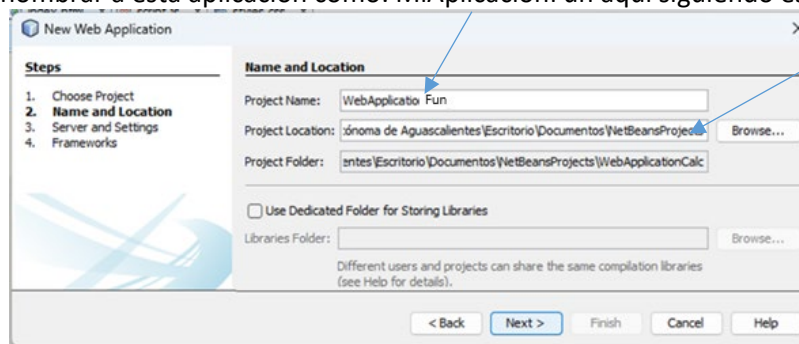 nombrar a esta aplicación como: MiAplicacionFun aquí siguiendo es
New Web Application
Steps
1. Choose Project
2. Name and Location
3. Server and Settings
4. Frameworks
Name and Location
Project Name: WebApplicatio Fun
Project Location: ónoma de Aguascalientes\Escritorio\Documentos\NetBeansProjects Browse...
Project Folder: entes\Escritorio\Documentos\NetBeansProjects\WebApplicationCalc
Use Dedicated Folder for Storing Libraries
Libraries Folder: Browse...
Different users and projects can share the same compilation libraries
(see Help for details).
< Back Next > Finish Cancel Help